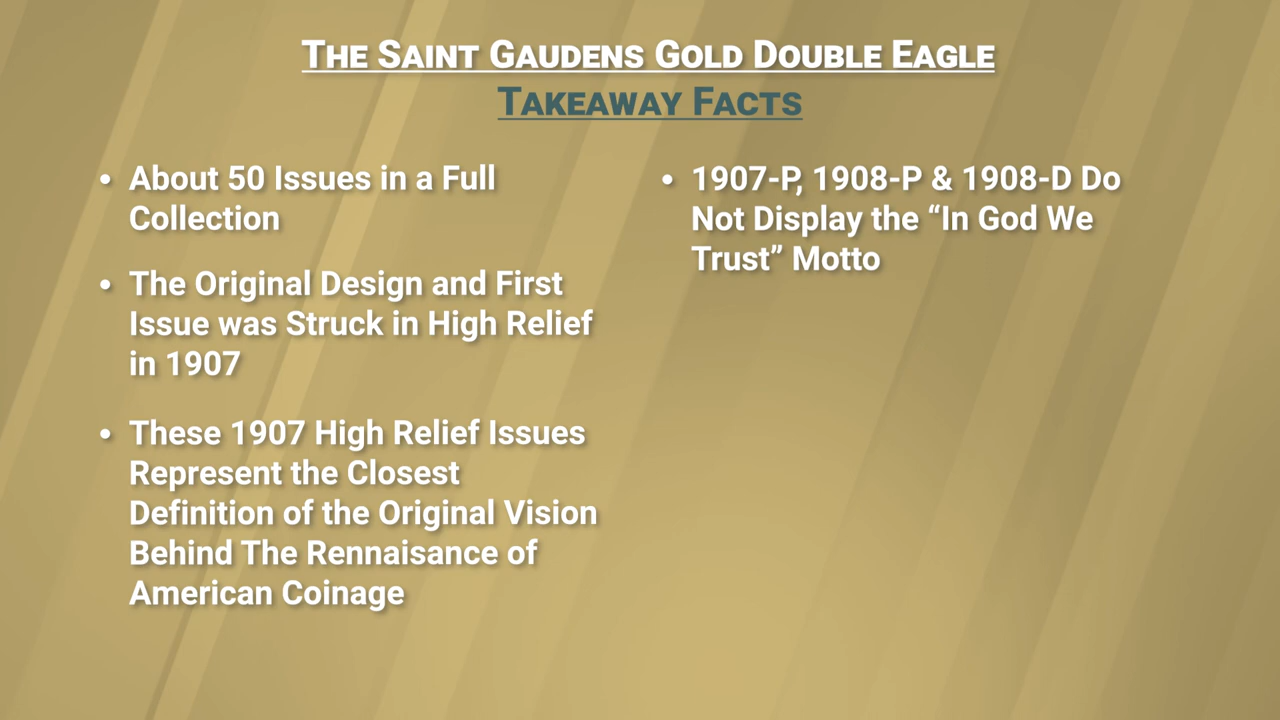 The Saint Gaudens Gold Double Eagle
Takeaway Facts
• About 50 Issues in a Full
Collection
• The Original Design and First
Issue was Struck in High Relief
in 1907
• These 1907 High Relief Issues
Represent the Closest
Definition of the Original Vision
Behind The Rennaisance of
American Coinage
• 1907-P, 1908-P & 1908-D Do
Not Display the “In God We
Trust” Motto